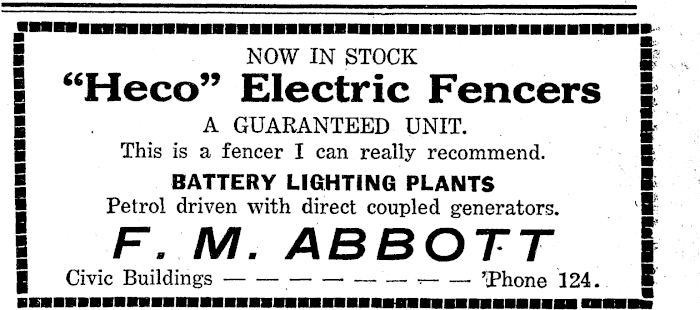 NOW IN STOCK
“Heco” Electric Fencers
A GUARANTEED UNIT.
This is a fencer I can really recommend.
BATTERY LIGHTING PLANTS
Petrol driven with direct coupled generators.
F. M. ABBOTT
Civic Buildings — — — — — — — — ’Phone 124.